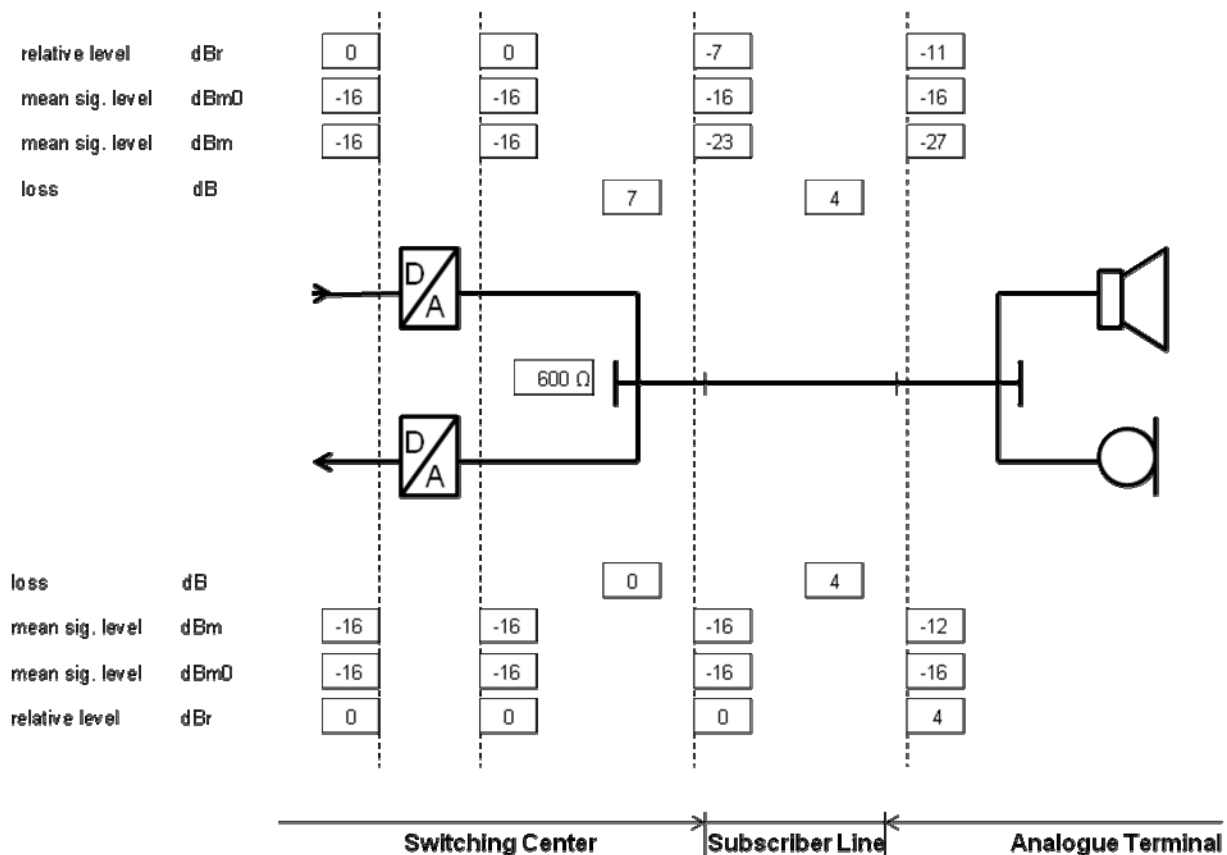 relative level dBr 0 0 -7 -11
mean sig. level dBm0 -16 -16 -16 -16
mean sig. level dBm -16 -16 -23 -27
loss dB 7 4
D
A
600 Ω
D
A
loss dB 0 4
mean sig. level dBm -16 -16 -16 -12
mean sig. level dBm0 -16 -16 -16 -16
relative level dBr 0 0 0 4
Switching Center Subscriber Line Analogue Terminal